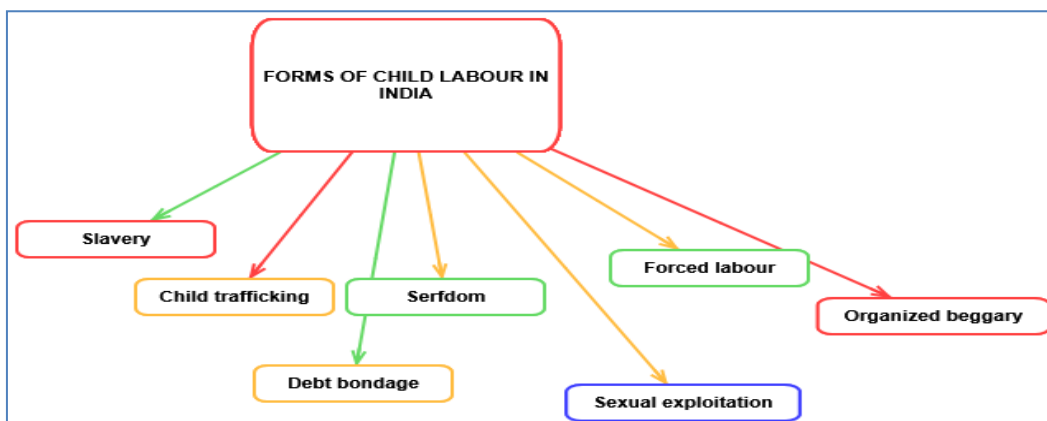 FORMS OF CHILD LABOUR IN
INDIA
Slavery
Forced labour
Child trafficking
Serfdom
Organized beggary
Debt bondage
Sexual exploitation